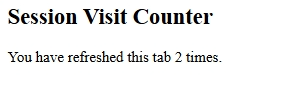 Session Visit Counter
You have refreshed this tab 2 times.